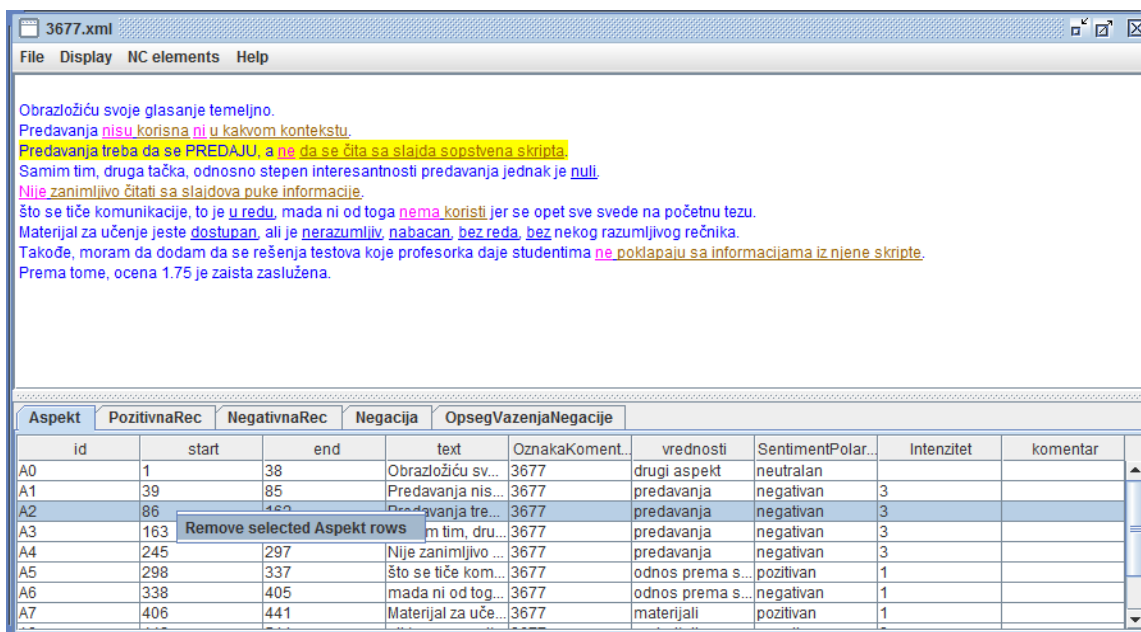 3677.xml
File Display NC elements Help
Obrazložiću svoje glasanje temeljno.
Predavanja nisu korisna ni u kakvom kontekstu.
Predavanja treba da se PREDAJU, a ne da se čita sa slajda sopstvena skripta.
Samim tim, druga tačka, odnosno stepen interesantnosti predavanja jednak je nuli.
Nije zanimljivo čitati sa slajdova puke informacije.
što se tiče komunikacije, to je u redu, mada ni od toga nema koristi jer se opet sve svede na početnu tezu.
Materijal za učenje jeste dostupan, ali je nerazumljiv, nabacan, bez reda, bez nekog razumljivog rečnika.
Takođe, moram da dodam da se rešenja testova koje profesorka daje studentima ne poklapaju sa informacijama iz njene skripte.
Prema tome, ocena 1.75 je zaista zaslužena.
Aspekt PozitivnaRec NegativnaRec Negacija OpsegVazenjaNegacije
id start end text OznakaKoment... vrednosti SentimentPolar... Intenzitet komentar
A0 1 38 Obrazložiću sv... 3677 drugi aspekt neutralan
A1 39 85 Predavanja nis... 3677 predavanja negativan 3
A2 86 162 Predavanja tre... 3677 predavanja negativan 3
Remove selected Aspekt rows
A3 163 m tim, dru... 3677 predavanja negativan 3
A4 245 297 Nije zanimljivo ... 3677 predavanja negativan 3
A5 298 337 što se tiče kom... 3677 odnos prema s... pozitivan 1
A6 338 405 mada ni od tog... 3677 odnos prema s... negativan 1
A7 406 441 Materijal za uče... 3677 materijali pozitivan 1